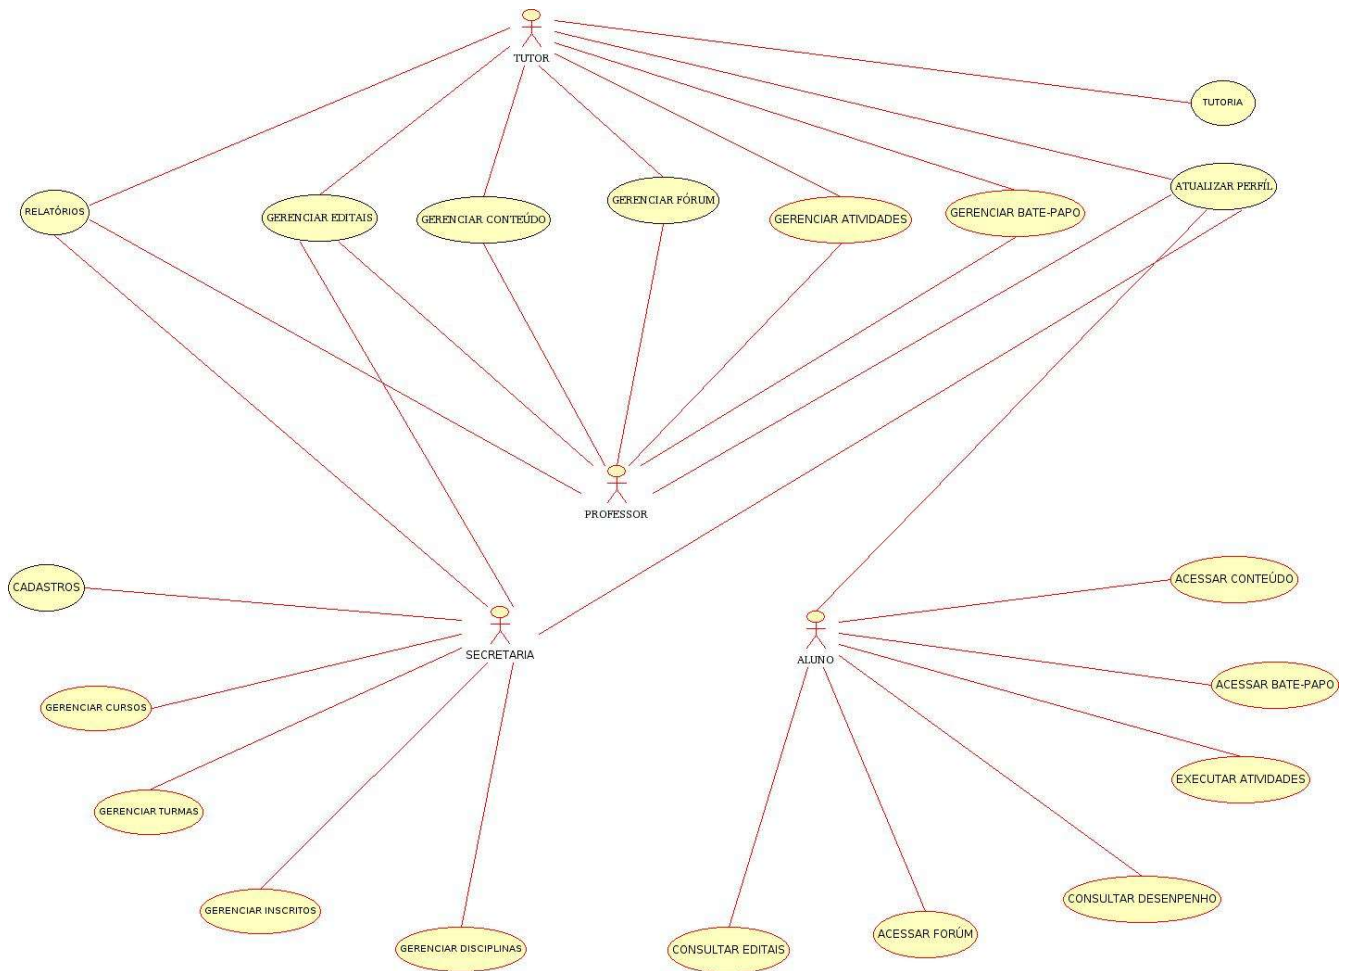 TUTOR
TUTORIA
RELATÓRIOS
GERENCIAR EDITAIS
GERENCIAR CONTEÚDO
GERENCIAR FÓRUM
GERENCIAR ATIVIDADES
GERENCIAR BATE-PAPO
ATUALIZAR PERFÍL
PROFESSOR
CADASTROS
SECRETARIA
ALUNO
ACESSAR CONTEÚDO
GERENCIAR CURSOS
ACESSAR BATE-PAPO
GERENCIAR TURMAS
EXECUTAR ATIVIDADES
GERENCIAR INSCRITOS
CONSULTAR DESENPENHO
GERENCIAR DISCIPLINAS
CONSULTAR EDITAIS
ACESSAR FORÚM